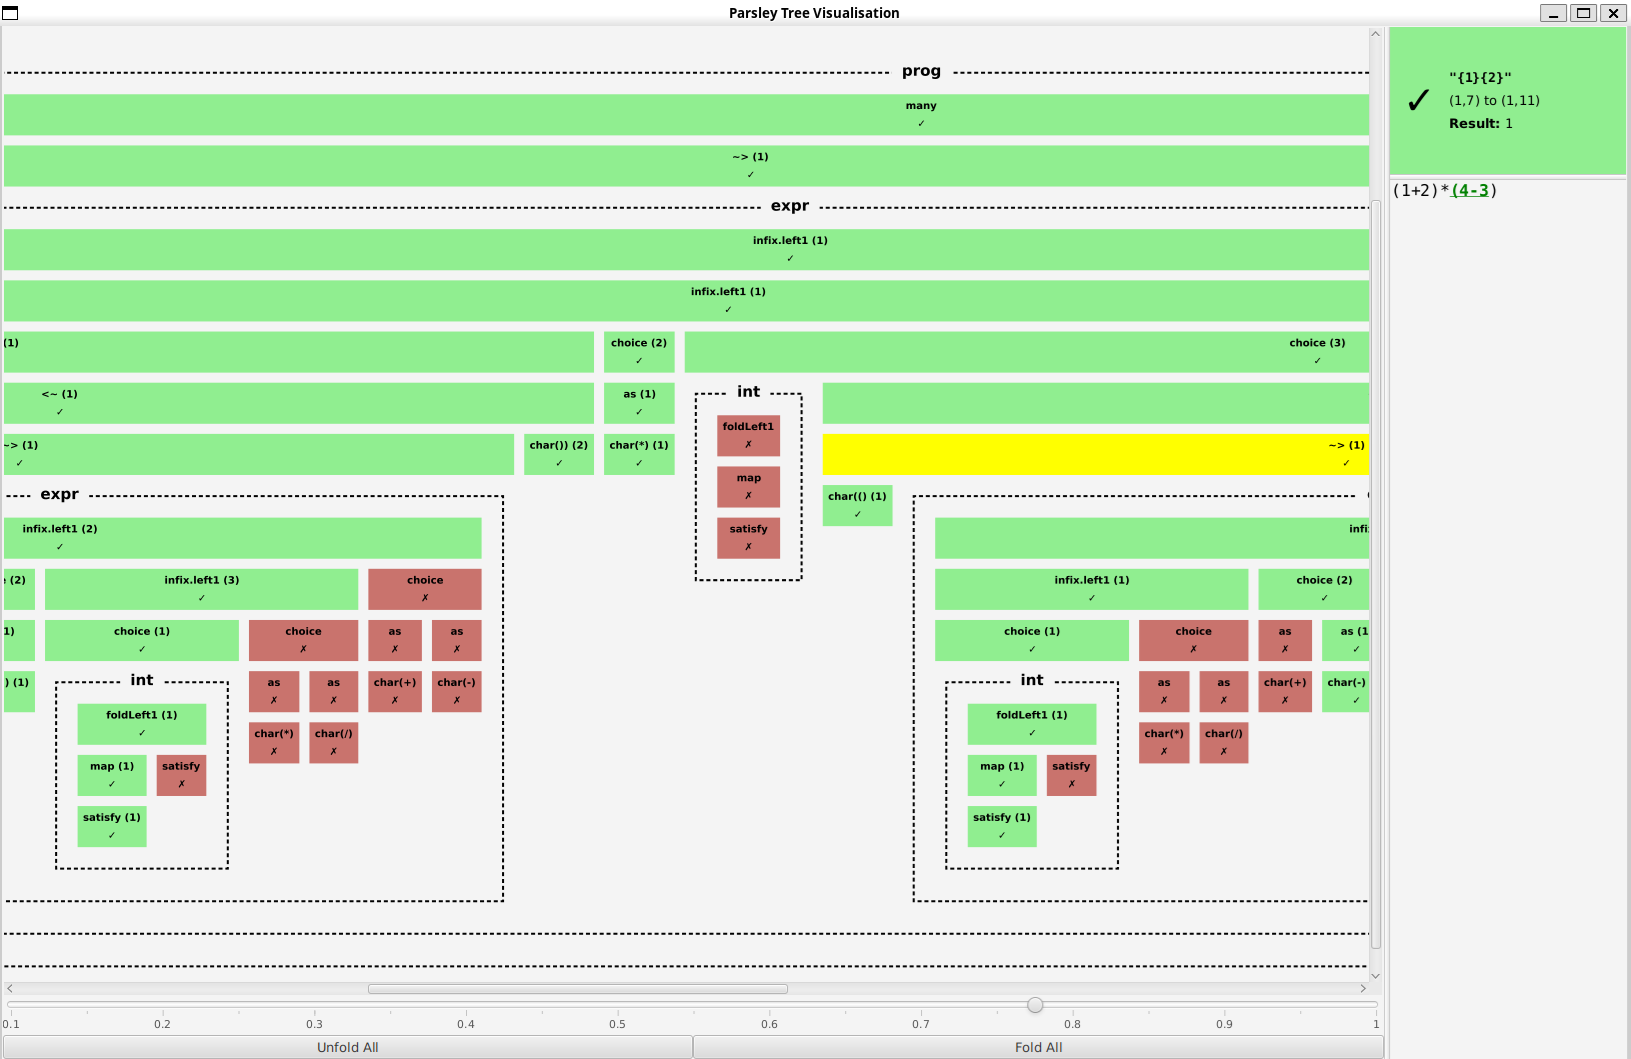 Parsley Tree Visualisation
prog
many
✓
~> (1)
✓
expr
infix.left1 (1)
✓
infix.left1 (1)
✓
(1) choice (2) choice (3)
✓ ✓
<~ (1) as (1) int
✓ ✓
foldLeft1
✗
~> (1) char()) (2) char(*) (1) ~> (1)
✓ ✓ ✓ ✓
map
✗
expr char(() (1)
✓
infix.left1 (2) satisfy
✓ ✗
(2) infix.left1 (3) choice infix.left1 (1) choice (2)
✓ ✗ ✓ ✓
1) choice (1) choice as as choice (1) choice as as (1
✓ ✗ ✗ ✗ ✓ ✗ ✗ ✓
) (1) int as as char(+) char(-) int as as char(+) char(-)
✗ ✗ ✗ ✗ ✗ ✗ ✗ ✓
foldLeft1 (1) foldLeft1 (1)
✓ ✓
char(*) char(/) char(*) char(/)
✗ ✗ ✗ ✗
map (1) satisfy map (1) satisfy
✓ ✗ ✓ ✗
satisfy (1) satisfy (1)
✓ ✓
0.1 0.2 0.3 0.4 0.5 0.6 0.7 0.8 0.9 1
Unfold All Fold All
"{1}{2}"
✓ (1,7) to (1,11)
Result: 1
(1+2)*(4-3)